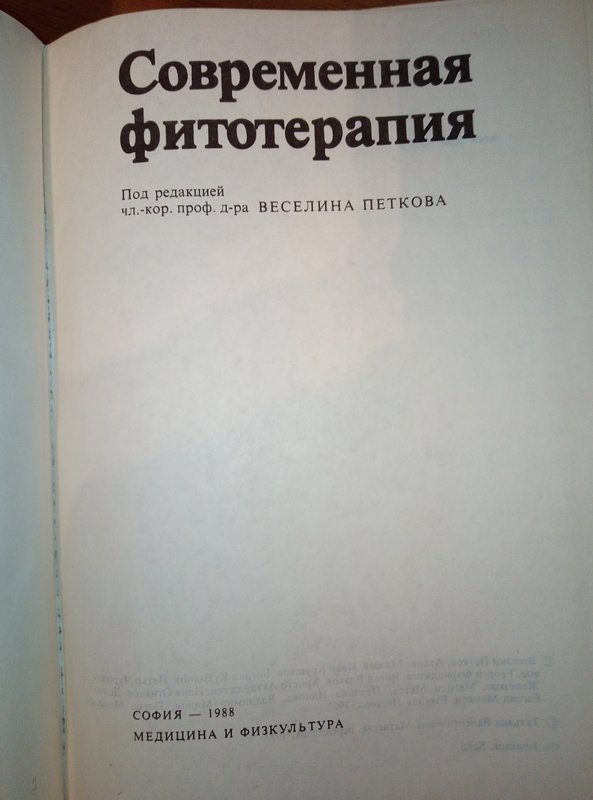 Современная
фитотерапия
Под редакцией
чл.-кор. проф. д-ра ВЕСЕЛИНА ПЕТКОВА
СОФИЯ — 1988
МЕДИЦИНА И ФИЗКУЛЬТУРА